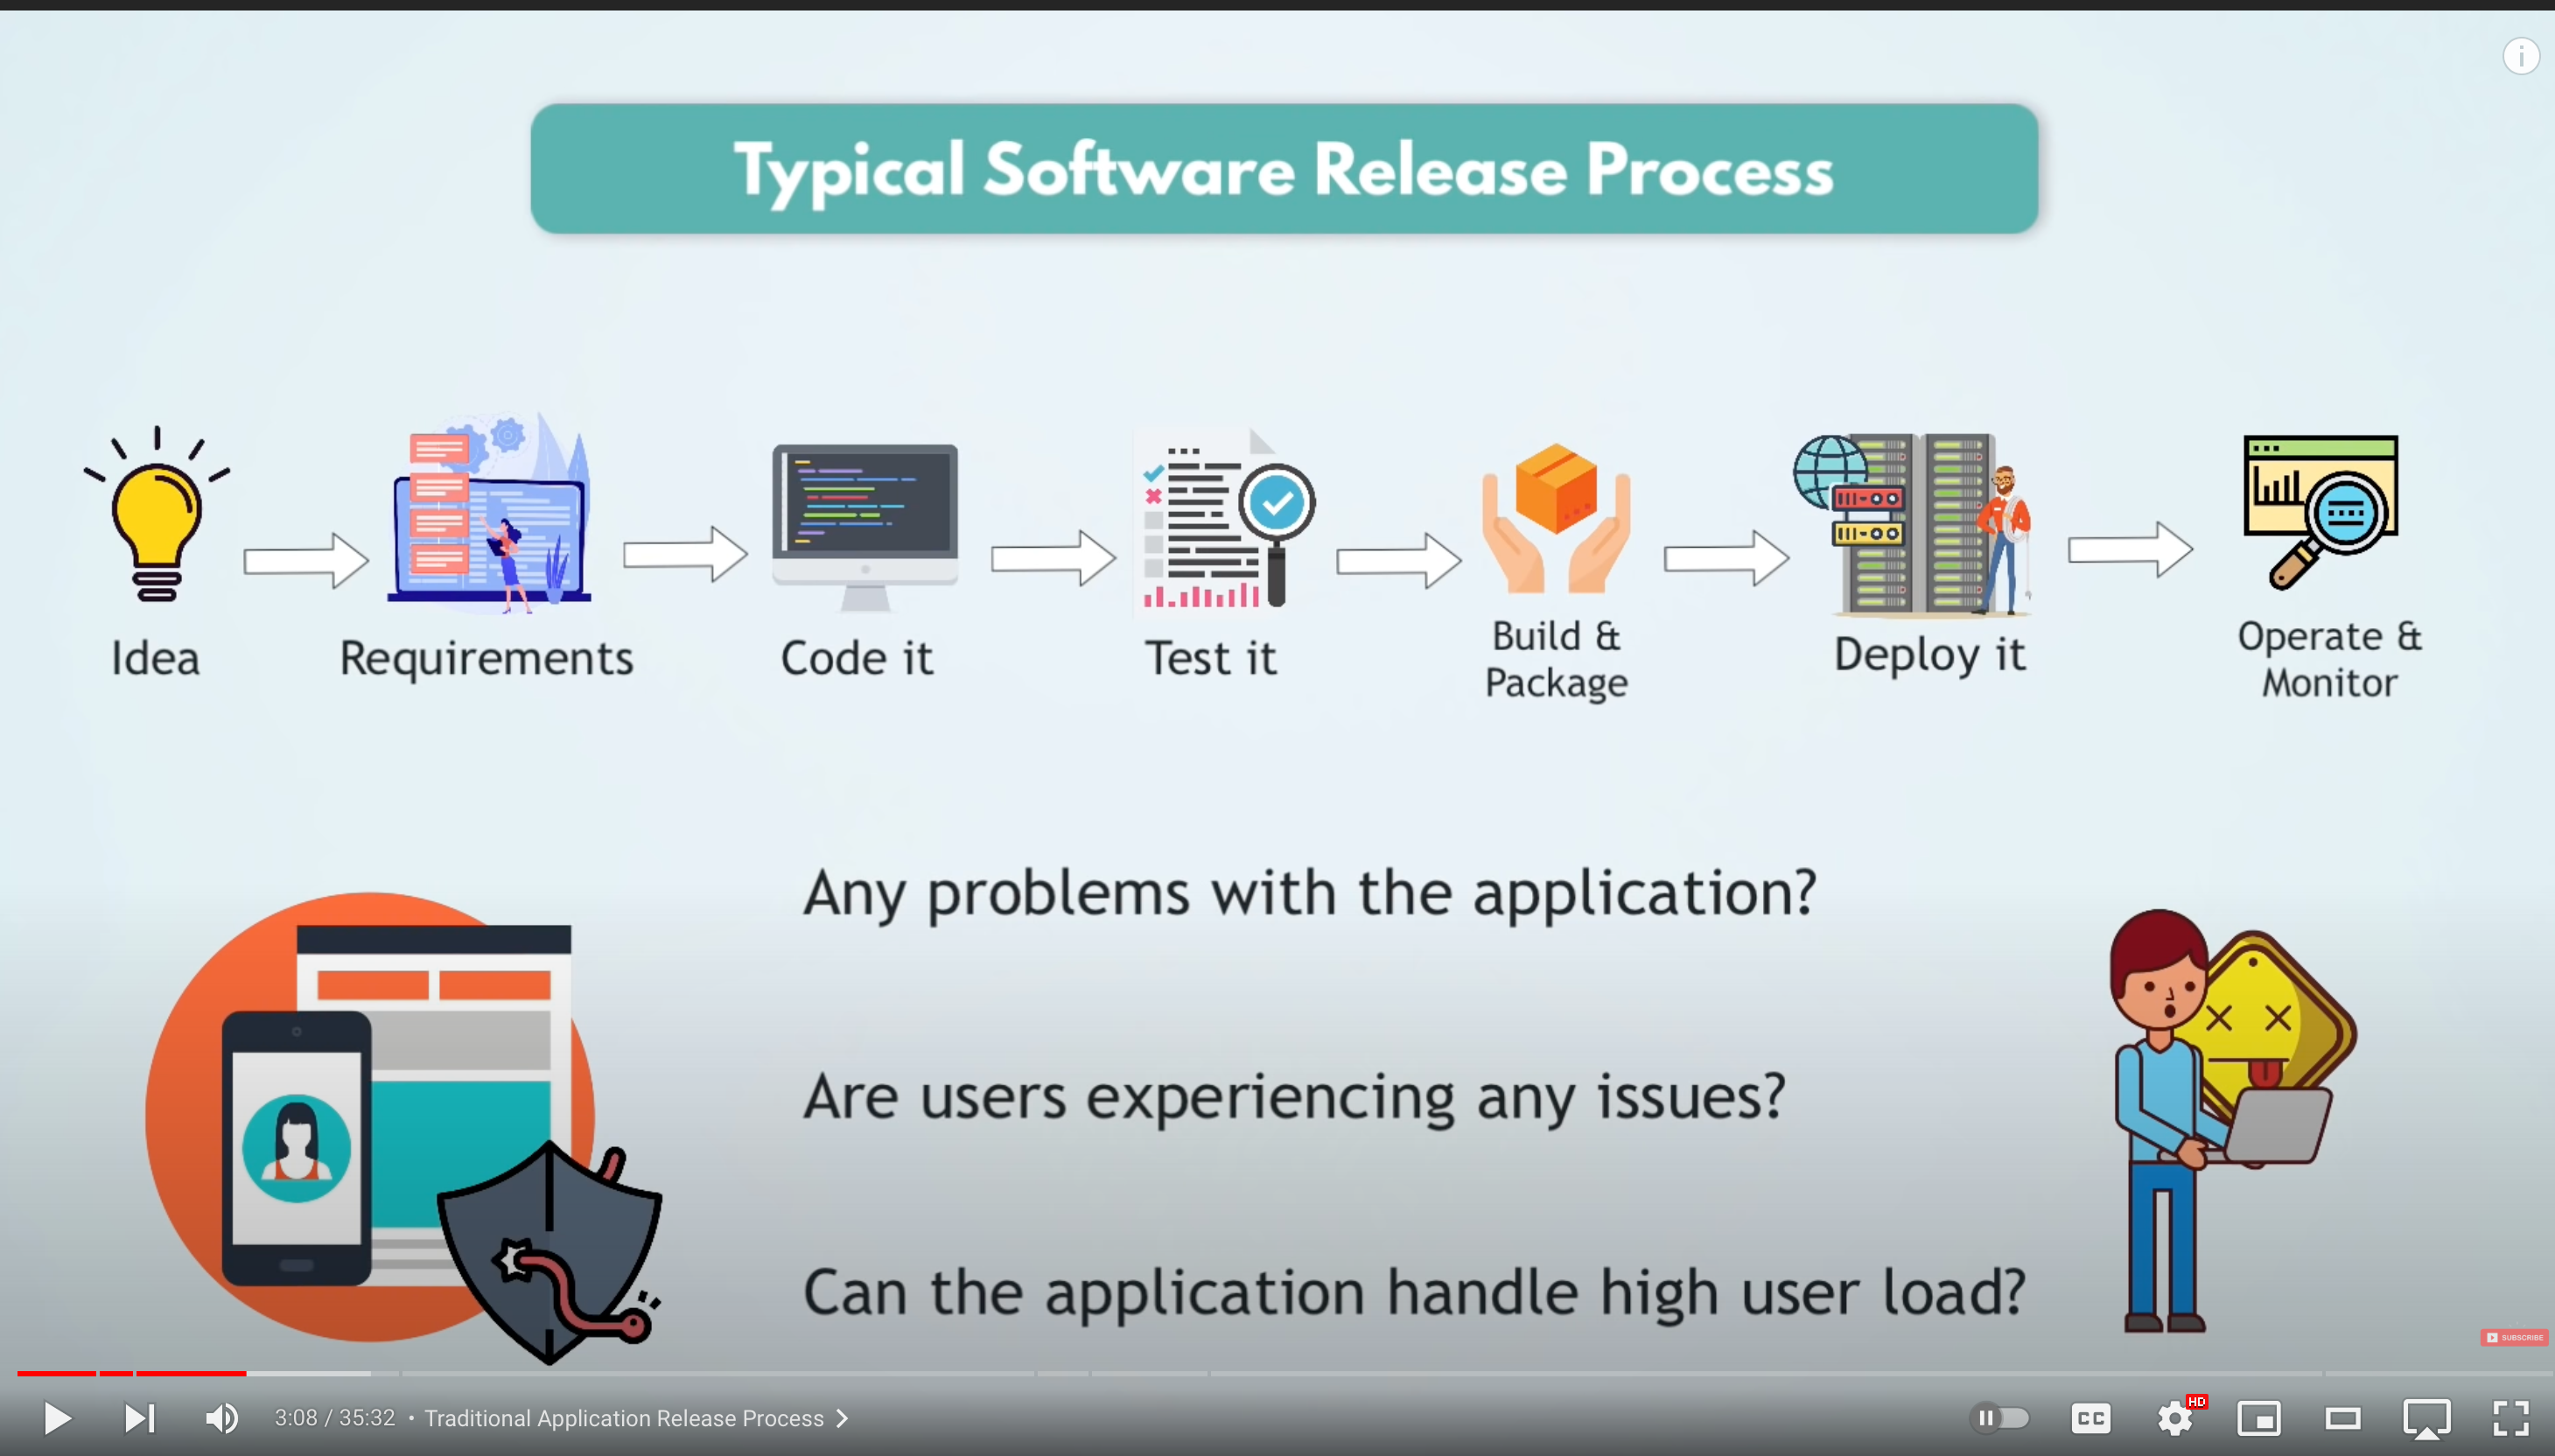 Typical Software Release Process
Idea
Requirements
Code it
Test it
Build &
Package
Deploy it
Operate &
Monitor
Any problems with the application?
Are users experiencing any issues?
Can the application handle high user load?
SUBSCRIBE
3:08 / 35:32 • Traditional Application Release Process
CC
HD